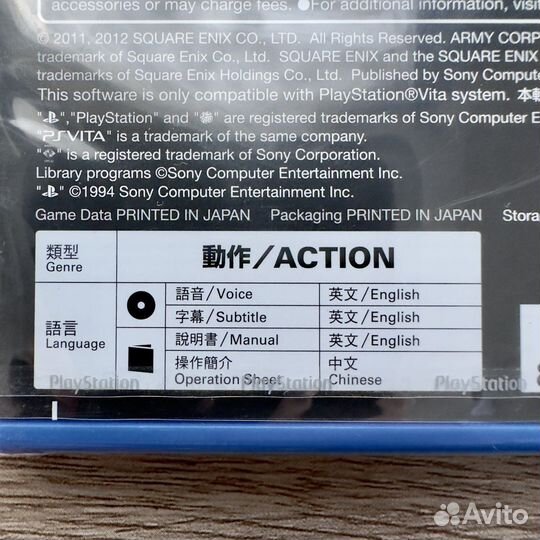 accessories or may charge fees. ●For additional information, visit
© 2011, 2012 SQUARE ENIX CO., LTD. All Rights Reserved. ARMY CORP
trademark of Square Enix Co., Ltd. SQUARE ENIX and the SQUARE ENIX
trademark of Square Enix Holdings Co., Ltd. Published by Sony Compute
This software is only compatible with PlayStation®Vita system.
" ","PlayStation" and " " are registered trademarks of Sony Computer E
"PSVITA" is a trademark of the same company.
" " is a registered trademark of Sony Corporation.
Library programs ©Sony Computer Entertainment Inc.
" " ©1994 Sony Computer Entertainment Inc.
Game Data PRINTED IN JAPAN Packaging PRINTED IN JAPAN Storag
類型 動作/ACTION
Genre
語音/Voice 英文/English
字幕/Subtitle 英文/English
語言
Language
說明書/Manual 英文/English
操作簡介 中文
Operation Sheet Chinese
PlayStation PlayStation PlayStation
Avito